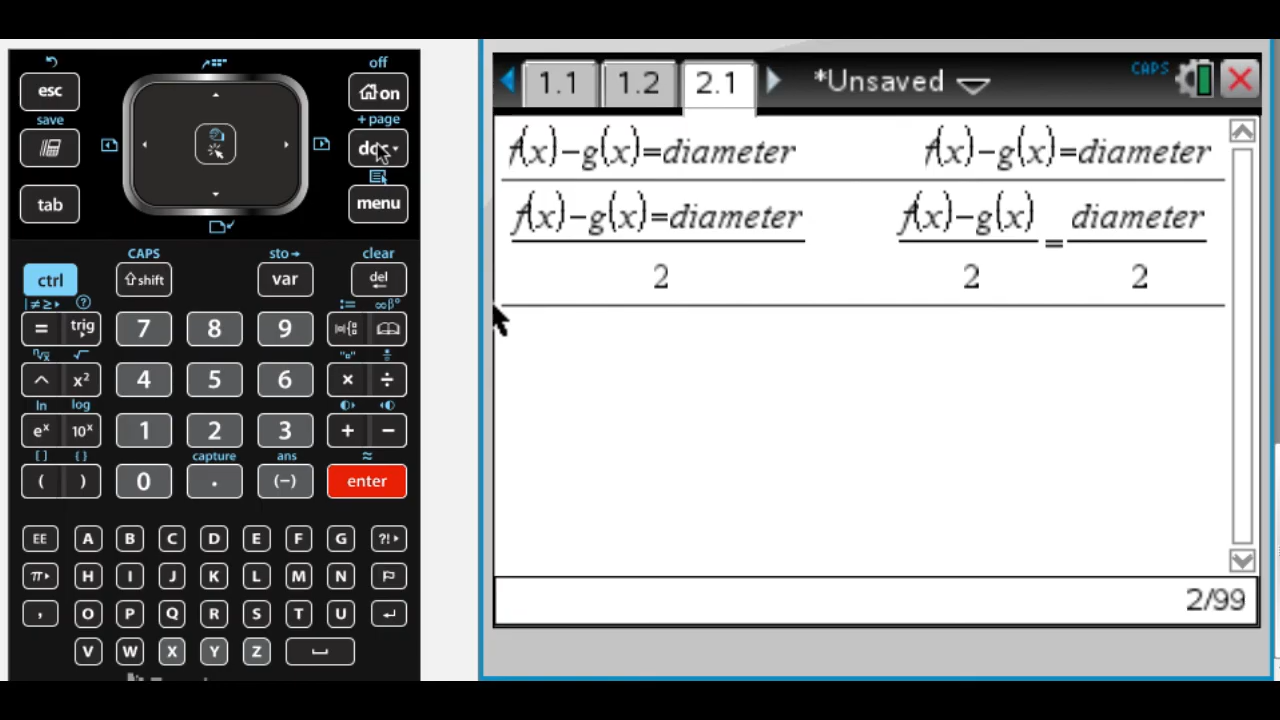 off
esc
⌂on
save
+ page
doc▾
tab
menu
CAPS
sto→
clear
ctrl
⇧shift
var
del
←
|≠≥▸
?
:=
∞β°
=
trig
7
8
9
|□|{
ⁿ√x
√
"□"
÷
^
x²
4
5
6
×
÷
ln
log
eˣ
10ˣ
1
2
3
+
−
[ ]
{ }
capture
ans
≈
(
)
0
.
(−)
enter
EE A B C D E F G ?!▸
π▸ H I J K L M N
, O P Q R S T U ↵
V W X Y Z
1.1 1.2 2.1 *Unsaved CAPS
f(x)−g(x)=diameter f(x)−g(x)=diameter
f(x)−g(x)=diameter f(x)−g(x) = diameter
2 2 2
2/99